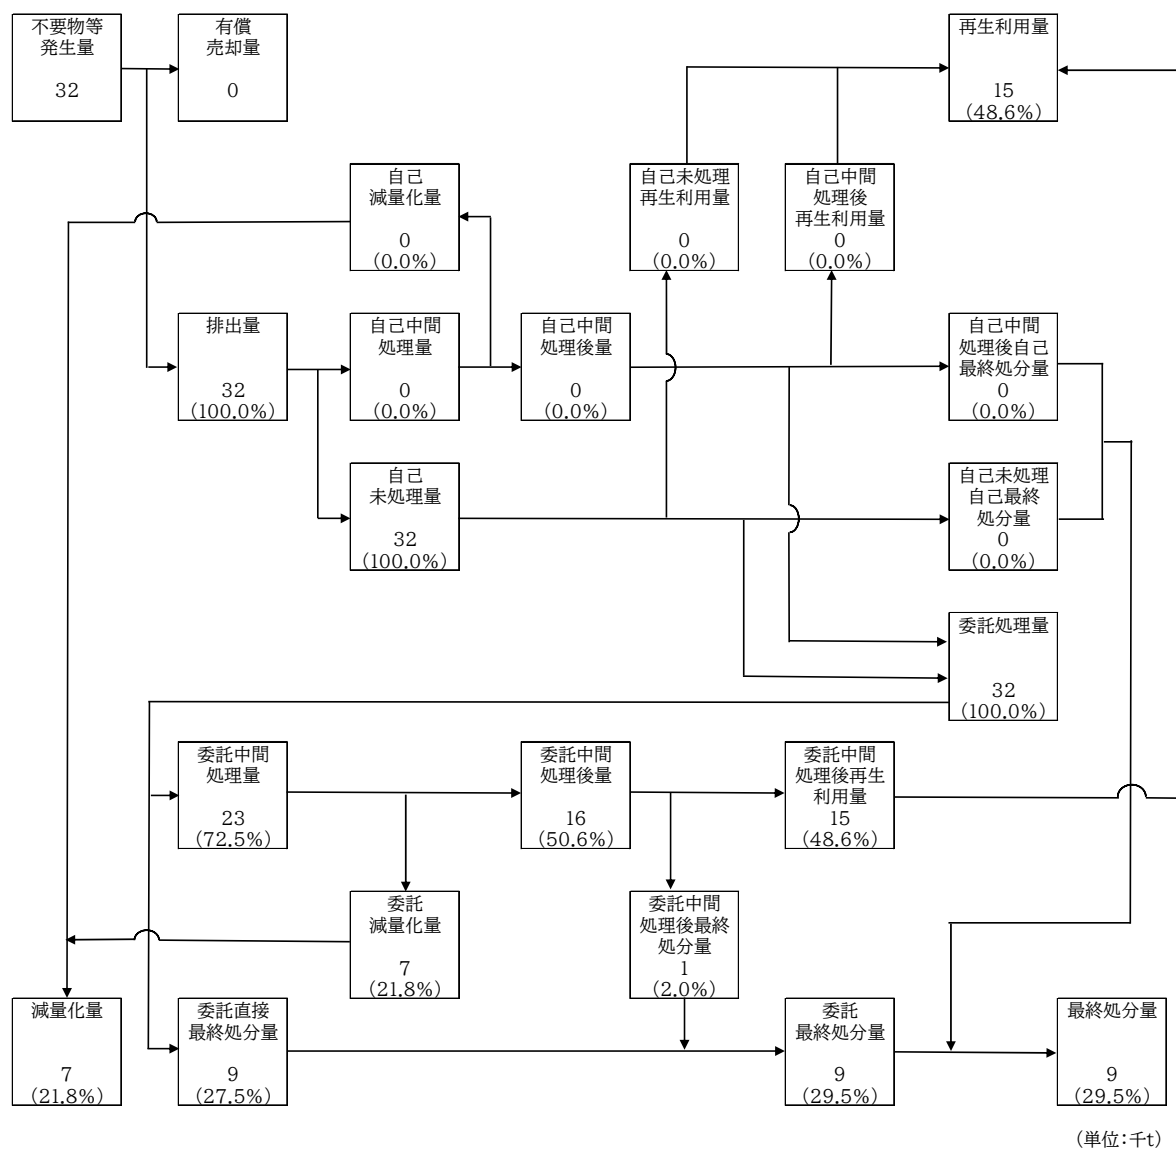 不要物等
発生量
32
有償
売却量
0
再生利用量
15
(48.6%)
自己
減量化量
0
(0.0%)
自己未処理
再生利用量
0
(0.0%)
自己中間
処理後
再生利用量
0
(0.0%)
排出量
32
(100.0%)
自己中間
処理量
0
(0.0%)
自己中間
処理後量
0
(0.0%)
自己中間
処理後自己
最終処分量
0
(0.0%)
自己
未処理量
32
(100.0%)
自己未処理
自己最終
処分量
0
(0.0%)
委託処理量
32
(100.0%)
委託中間
処理量
23
(72.5%)
委託中間
処理後量
16
(50.6%)
委託中間
処理後再生
利用量
15
(48.6%)
委託
減量化量
7
(21.8%)
委託中間
処理後最終
処分量
1
(2.0%)
減量化量
7
(21.8%)
委託直接
最終処分量
9
(27.5%)
委託
最終処分量
9
(29.5%)
最終処分量
9
(29.5%)
(単位:千t)